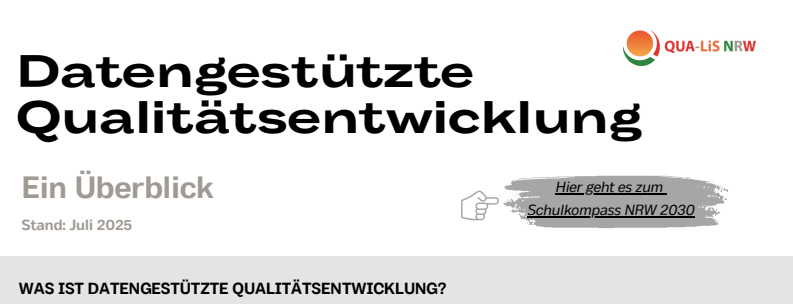 QUA-LiS NRW
Datengestützte
Qualitätsentwicklung
Ein Überblick
Stand: Juli 2025
Hier geht es zum
Schulkompass NRW 2030
WAS IST DATENGESTÜTZTE QUALITÄTSENTWICKLUNG?